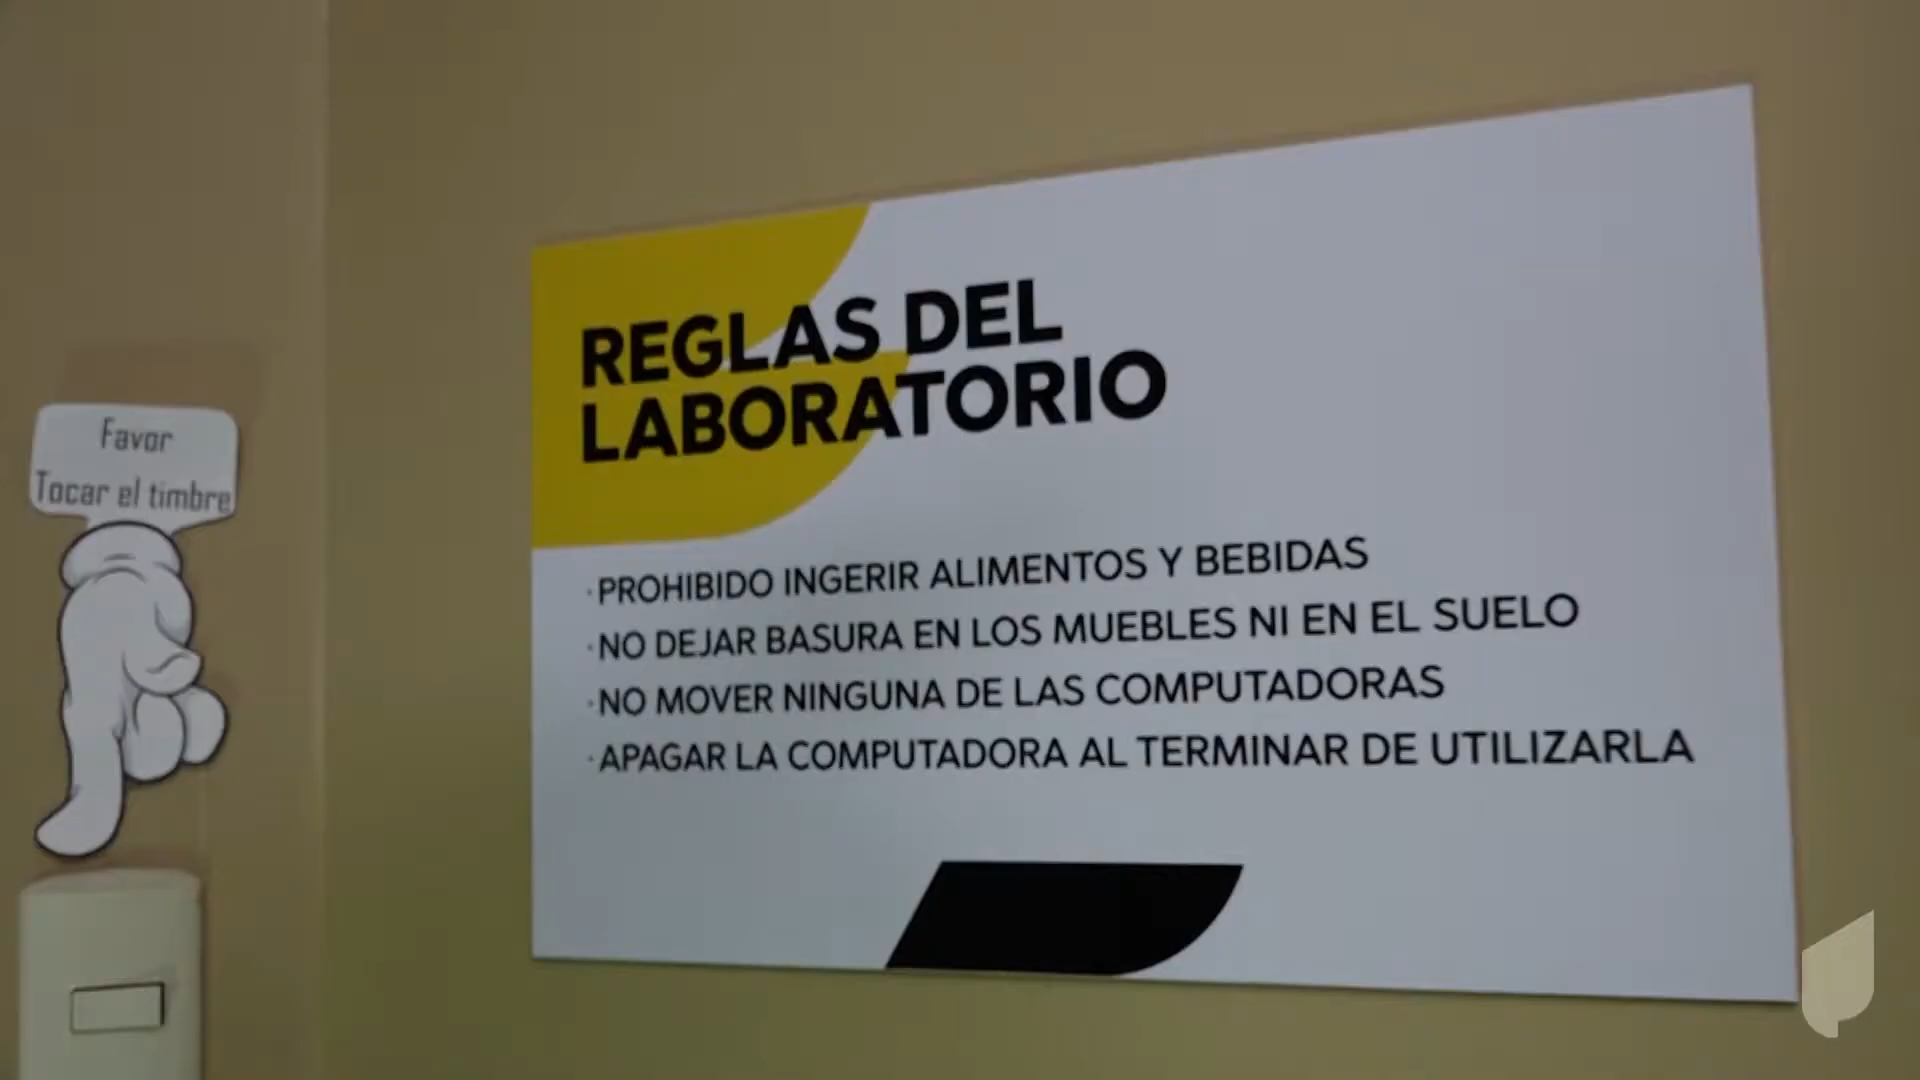 REGLAS DEL
LABORATORIO
·PROHIBIDO INGERIR ALIMENTOS Y BEBIDAS
·NO DEJAR BASURA EN LOS MUEBLES NI EN EL SUELO
·NO MOVER NINGUNA DE LAS COMPUTADORAS
·APAGAR LA COMPUTADORA AL TERMINAR DE UTILIZARLA
Favor
Tocar el timbre